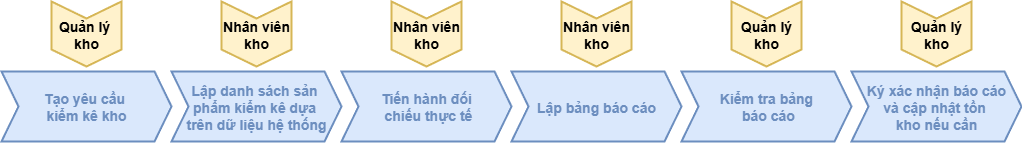 Quản lý
kho
Nhân viên
kho
Nhân viên
kho
Nhân viên
kho
Quản lý
kho
Quản lý
kho
Tạo yêu cầu
kiểm kê kho
Lập danh sách sản
phẩm kiểm kê dựa
trên dữ liệu hệ thống
Tiến hành đối
chiếu thực tế
Lập bảng báo cáo
Kiểm tra bảng
báo cáo
Ký xác nhận báo cáo
và cập nhật tồn
kho nếu cần